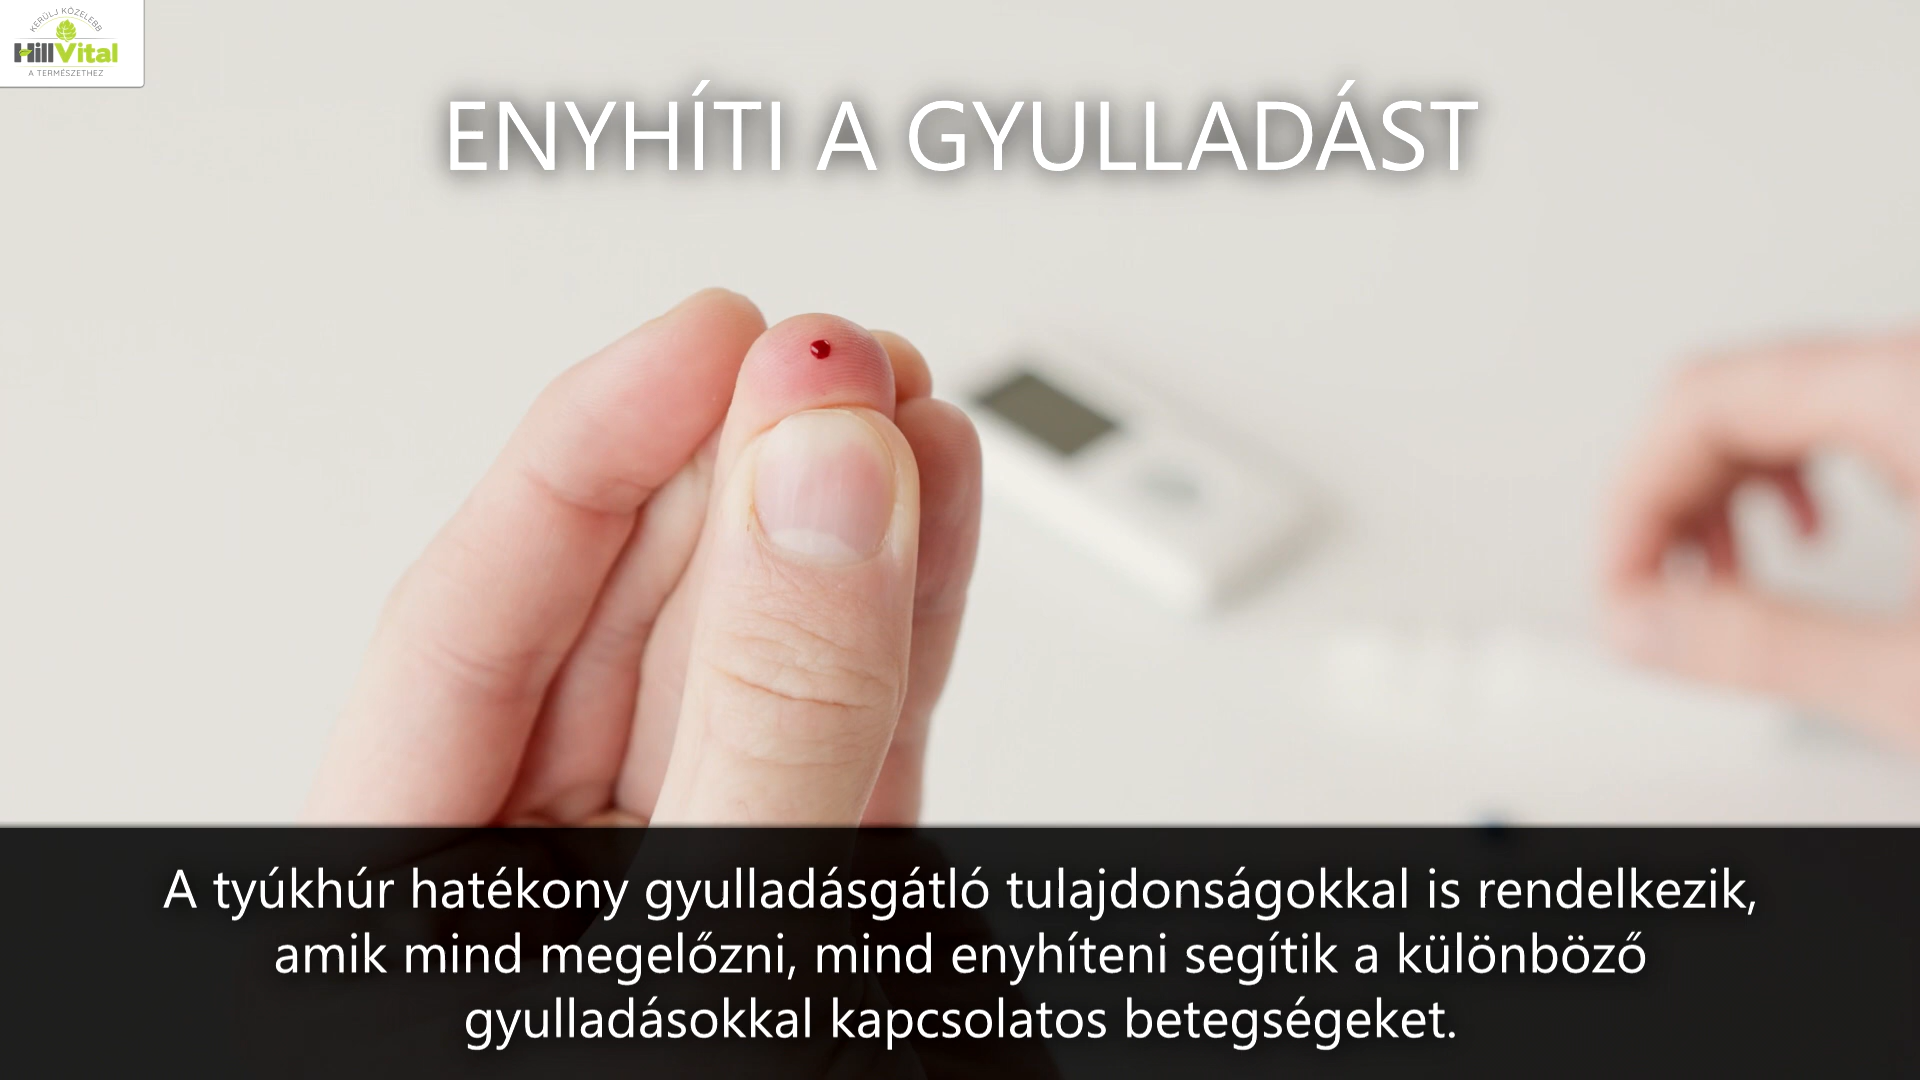 KERÜLJ KÖZELEBB
HillVital
A TERMÉSZETHEZ
ENYHÍTI A GYULLADÁST
A tyúkhúr hatékony gyulladásgátló tulajdonságokkal is rendelkezik,
amik mind megelőzni, mind enyhíteni segítik a különböző
gyulladásokkal kapcsolatos betegségeket.